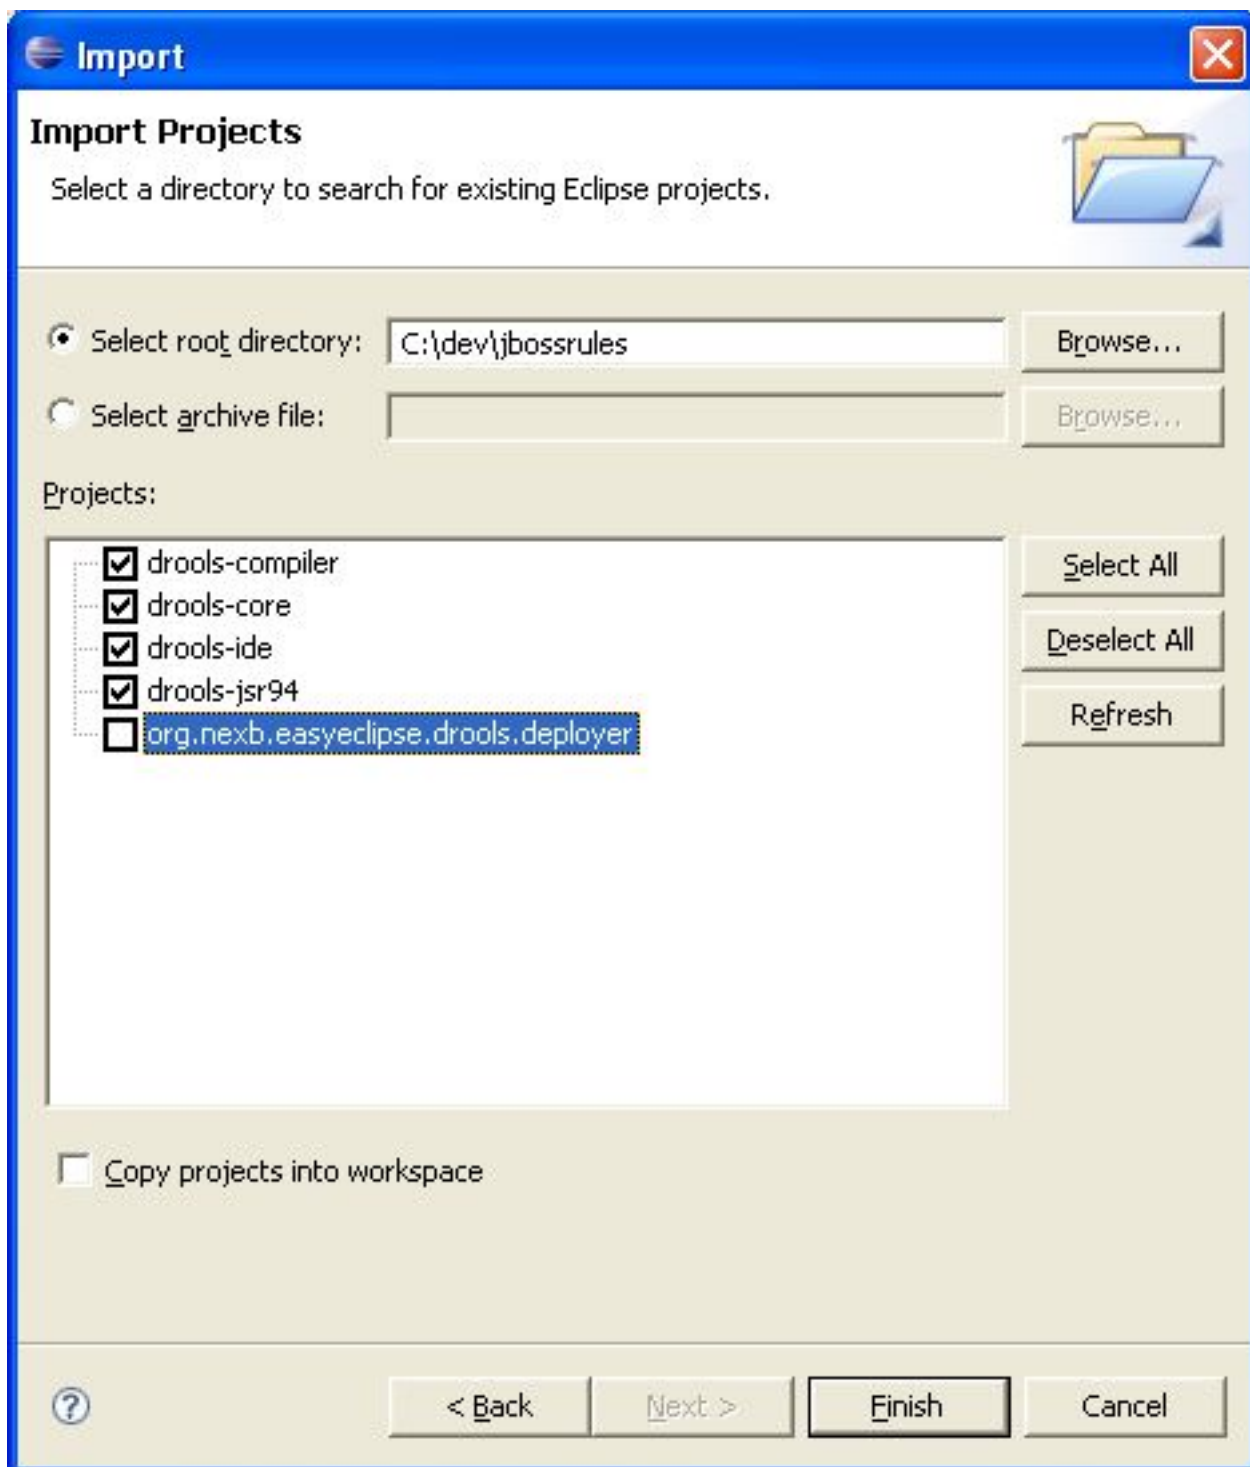 Import
Import Projects
Select a directory to search for existing Eclipse projects.
Select root directory: C:\dev\jbossrules Browse...
Select archive file: Browse...
Projects:
drools-compiler
drools-core
drools-ide
drools-jsr94
org.nexb.easyeclipse.drools.deployer
Select All
Deselect All
Refresh
Copy projects into workspace
? < Back Next > Finish Cancel